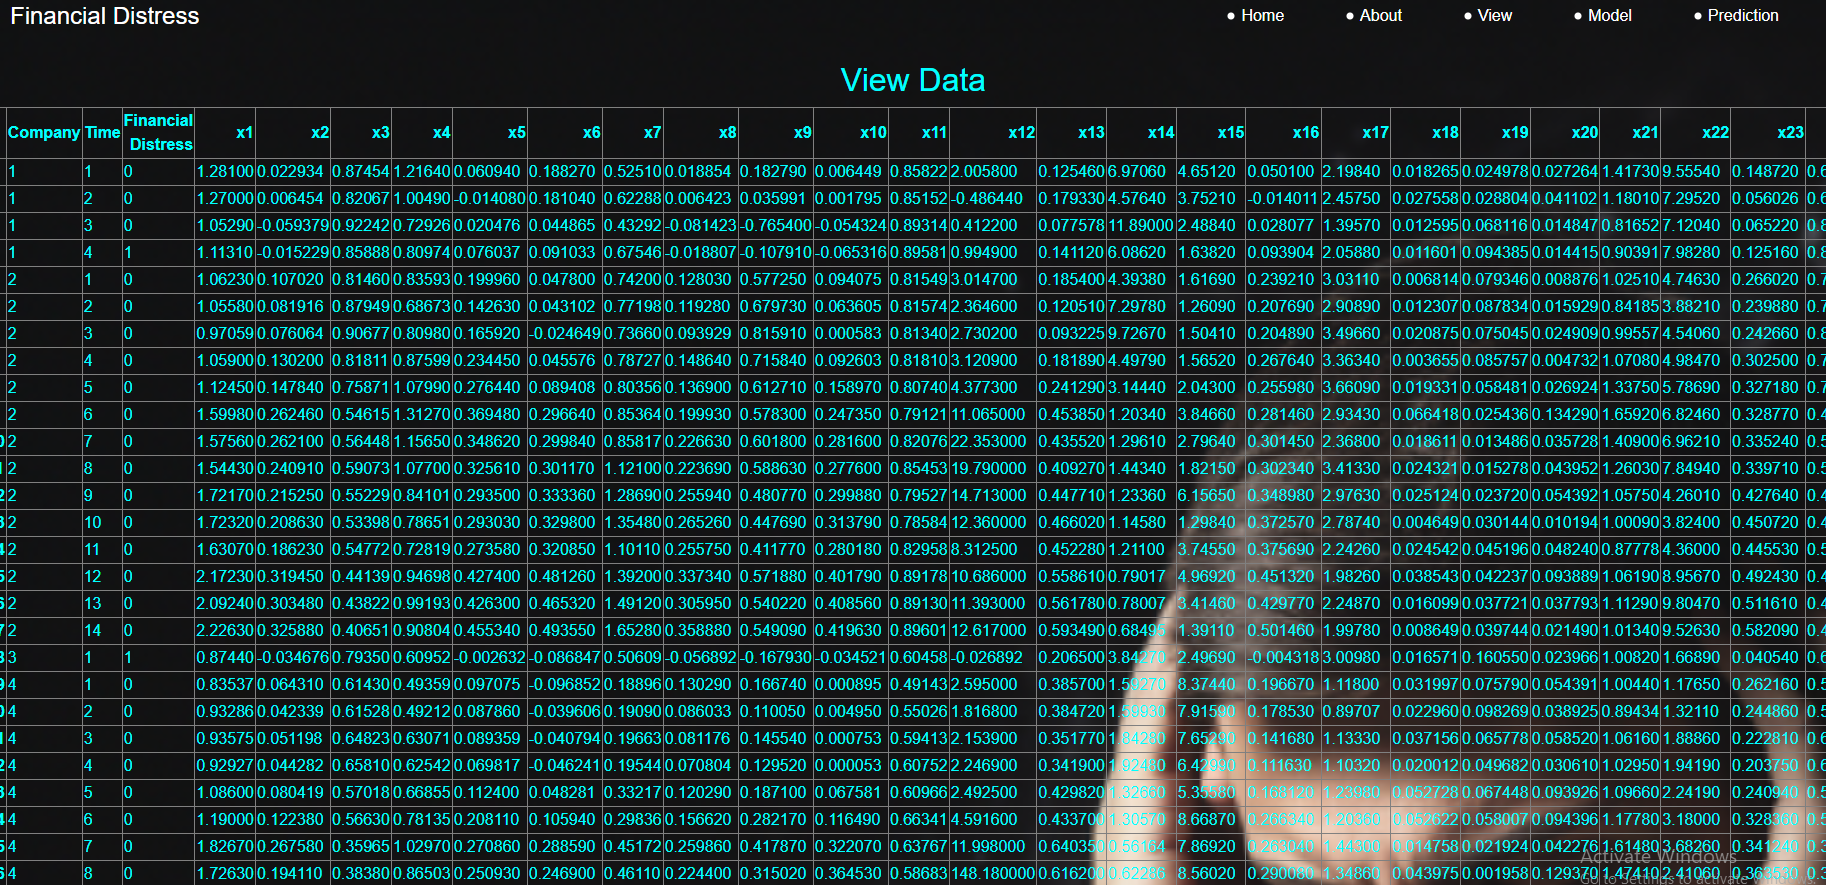 Financial Distress
Home About View Model Prediction
View Data
Company Time Financial Distress x1 x2 x3 x4 x5 x6 x7 x8 x9 x10 x11 x12 x13 x14 x15 x16 x17 x18 x19 x20 x21 x22 x23
1 1 0 1.28100 0.022934 0.87454 1.21640 0.060940 0.188270 0.52510 0.018854 0.182790 0.006449 0.85822 2.005800 0.125460 6.97060 4.65120 0.050100 2.19840 0.018265 0.024978 0.027264 1.41730 9.55540 0.148720
1 2 0 1.27000 0.006454 0.82067 1.00490 -0.014080 0.181040 0.62288 0.006423 0.035991 0.001795 0.85152 -0.486440 0.179330 4.57640 3.75210 -0.014011 2.45750 0.027558 0.028804 0.041102 1.18010 7.29520 0.056026
1 3 0 1.05290 -0.059379 0.92242 0.72926 0.020476 0.044865 0.43292 -0.081423 -0.765400 -0.054324 0.89314 0.412200 0.077578 11.89000 2.48840 0.028077 1.39570 0.012595 0.068116 0.014847 0.81652 7.12040 0.065220
1 4 1 1.11310 -0.015229 0.85888 0.80974 0.076037 0.091033 0.67546 -0.018807 -0.107910 -0.065316 0.89581 0.994900 0.141120 6.08620 1.63820 0.093904 2.05880 0.011601 0.094385 0.014415 0.90391 7.98280 0.125160
2 1 0 1.06230 0.107020 0.81460 0.83593 0.199960 0.047800 0.74200 0.128030 0.577250 0.094075 0.81549 3.014700 0.185400 4.39380 1.61690 0.239210 3.03110 0.006814 0.079346 0.008876 1.02510 4.74630 0.266020
2 2 0 1.05580 0.081916 0.87949 0.68673 0.142630 0.043102 0.77198 0.119280 0.679730 0.063605 0.81574 2.364600 0.120510 7.29780 1.26090 0.207690 2.90890 0.012307 0.087834 0.015929 0.84185 3.88210 0.239880
2 3 0 0.97059 0.076064 0.90677 0.80980 0.165920 -0.024649 0.73660 0.093929 0.815910 0.000583 0.81340 2.730200 0.093225 9.72670 1.50410 0.204890 3.49660 0.020875 0.075045 0.024909 0.99557 4.54060 0.242660
2 4 0 1.05900 0.130200 0.81811 0.87599 0.234450 0.045576 0.78727 0.148640 0.715840 0.092603 0.81810 3.120900 0.181890 4.49790 1.56520 0.267640 3.36340 0.003655 0.085757 0.004732 1.07080 4.98470 0.302500
2 5 0 1.12450 0.147840 0.75871 1.07990 0.276440 0.089408 0.80356 0.136900 0.612710 0.158970 0.80740 4.377300 0.241290 3.14440 2.04300 0.255980 3.66090 0.019331 0.058481 0.026924 1.33750 5.78690 0.327180
2 6 0 1.59980 0.262460 0.54615 1.31270 0.369480 0.296640 0.85364 0.199930 0.578300 0.247350 0.79121 11.065000 0.453850 1.20340 3.84660 0.281460 2.93430 0.066418 0.025436 0.134290 1.65920 6.82460 0.328770
2 7 0 1.57560 0.262100 0.56448 1.15650 0.348620 0.299840 0.85817 0.226630 0.601800 0.281600 0.82076 22.353000 0.435520 1.29610 2.79640 0.301450 2.36800 0.018611 0.013486 0.035728 1.40900 6.96210 0.335240
2 8 0 1.54430 0.240910 0.59073 1.07700 0.325610 0.301170 1.12100 0.223690 0.588630 0.277600 0.85453 19.790000 0.409270 1.44340 1.82150 0.302340 3.41330 0.024321 0.015278 0.043952 1.26030 7.84940 0.339710
2 9 0 1.72170 0.215250 0.55229 0.84101 0.293500 0.333360 1.28690 0.255940 0.480770 0.299880 0.79527 14.713000 0.447710 1.23360 6.15650 0.348980 2.97630 0.025124 0.023720 0.054392 1.05750 4.26010 0.427640
2 10 0 1.72320 0.208630 0.53398 0.78651 0.293030 0.329800 1.35480 0.265260 0.447690 0.313790 0.78584 12.360000 0.466020 1.14580 1.29840 0.372570 2.78740 0.004649 0.030144 0.010194 1.00090 3.82400 0.450720
2 11 0 1.63070 0.186230 0.54772 0.72819 0.273580 0.320850 1.10110 0.255750 0.411770 0.280180 0.82958 8.312500 0.452280 1.21100 3.74550 0.375690 2.24260 0.024542 0.045196 0.048240 0.87778 4.36000 0.445530
2 12 0 2.17230 0.319450 0.44139 0.94698 0.427400 0.481260 1.39200 0.337340 0.571880 0.401790 0.89178 10.686000 0.558610 0.79017 4.96920 0.451320 1.98260 0.038543 0.042237 0.093889 1.06190 8.95670 0.492430
2 13 0 2.09240 0.303480 0.43822 0.99193 0.426300 0.465320 1.49120 0.305950 0.540220 0.408560 0.89130 11.393000 0.561780 0.78007 3.41460 0.429770 2.24870 0.016099 0.037721 0.037793 1.11290 9.80470 0.511610
2 14 0 2.22630 0.325880 0.40651 0.90804 0.455340 0.493550 1.65280 0.358880 0.549090 0.419630 0.89601 12.617000 0.593490 1.39110 0.501460 1.99780 0.008649 0.039744 0.021490 1.01340 9.52630 0.582090
3 1 1 0.87440 -0.034676 0.79350 0.60952 -0.002632 -0.086847 0.50609 -0.056892 -0.167930 -0.034521 0.60458 -0.026892 0.206500 3.84270 2.49690 -0.004318 3.00980 0.016571 0.160550 0.023966 1.00820 1.66890 0.040540
4 1 0 0.83537 0.064310 0.61430 0.49359 0.097075 -0.096852 0.18896 0.130290 0.166740 0.000895 0.49143 2.595000 0.385700 8.37440 0.196670 1.11800 0.031997 0.075790 0.054391 1.00440 1.17650 0.262160
4 2 0 0.93286 0.042339 0.61528 0.49212 0.087860 -0.039606 0.19090 0.086033 0.110050 0.004950 0.55026 1.816800 0.384720 1.59930 7.91590 0.178530 0.89707 0.022960 0.098269 0.038925 0.89434 1.32110 0.244860
4 3 0 0.93575 0.051198 0.64823 0.63071 0.089359 -0.040794 0.19663 0.081176 0.145540 0.000753 0.59413 2.153900 0.351770 1.84280 7.65290 0.141680 1.13330 0.037156 0.065778 0.058520 1.06160 1.88860 0.222810
4 4 0 0.92927 0.044282 0.65810 0.62542 0.069817 -0.046241 0.19544 0.070804 0.129520 0.000053 0.60752 2.246900 0.341900 1.92480 6.42980 0.111630 1.10320 0.020012 0.049682 0.030610 1.02950 1.94190 0.203750
4 5 0 1.08600 0.080419 0.57018 0.66855 0.112400 0.048281 0.33217 0.120290 0.187100 0.067581 0.60966 2.492500 0.429820 1.32660 5.35580 0.168120 1.23980 0.052728 0.067448 0.093926 1.09660 2.24190 0.240940
4 6 0 1.19000 0.122380 0.56630 0.78135 0.208110 0.105940 0.29836 0.156620 0.282170 0.116490 0.66341 4.591600 0.433700 1.30570 8.66870 0.266340 1.20360 0.052622 0.058007 0.094396 1.17780 3.18000 0.328360
4 7 0 1.82670 0.267580 0.35965 1.02970 0.270860 0.288590 0.45172 0.259860 0.417870 0.322070 0.63767 11.998000 0.640350 0.56164 7.86920 0.263040 1.44300 0.014758 0.021924 0.042276 1.61480 3.68260 0.341240
4 8 0 1.72630 0.194110 0.38380 0.86503 0.250930 0.246900 0.46110 0.224400 0.315020 0.364530 0.58683 148.180000 0.616200 0.62286 8.56020 0.290080 1.34860 0.043975 0.001958 0.129370 1.47410 2.41060
Activate Windows
Go to Settings to activate Windows.